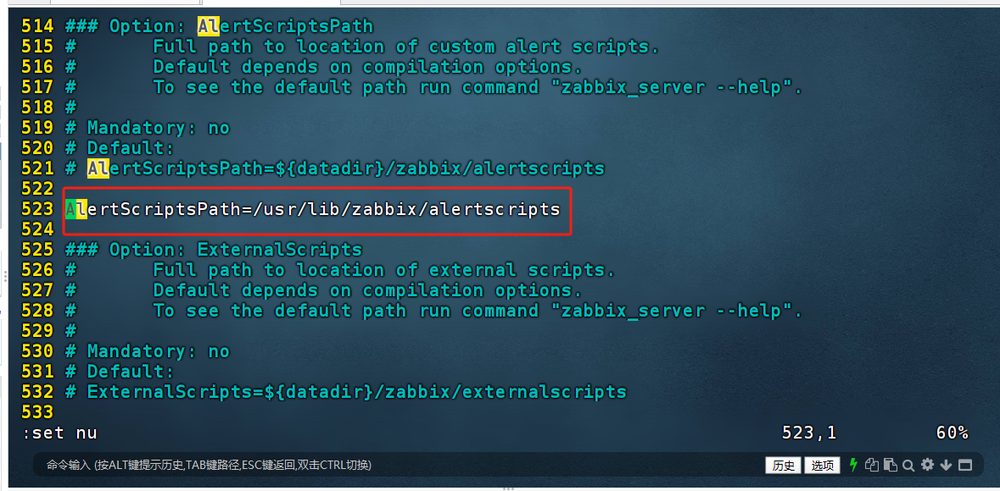 514 ### Option: AlertScriptsPath
515 #       Full path to location of custom alert scripts.
516 #       Default depends on compilation options.
517 #       To see the default path run command "zabbix_server --help".
518 #
519 # Mandatory: no
520 # Default:
521 # AlertScriptsPath=${datadir}/zabbix/alertscripts
522
523 AlertScriptsPath=/usr/lib/zabbix/alertscripts
524
525 ### Option: ExternalScripts
526 #       Full path to location of external scripts.
527 #       Default depends on compilation options.
528 #       To see the default path run command "zabbix_server --help".
529 #
530 # Mandatory: no
531 # Default:
532 # ExternalScripts=${datadir}/zabbix/externalscripts
533
:set nu 523,1 60%
命令输入 (按ALT键提示历史,TAB键路径,ESC键返回,双击CTRL切换) 历史 选项